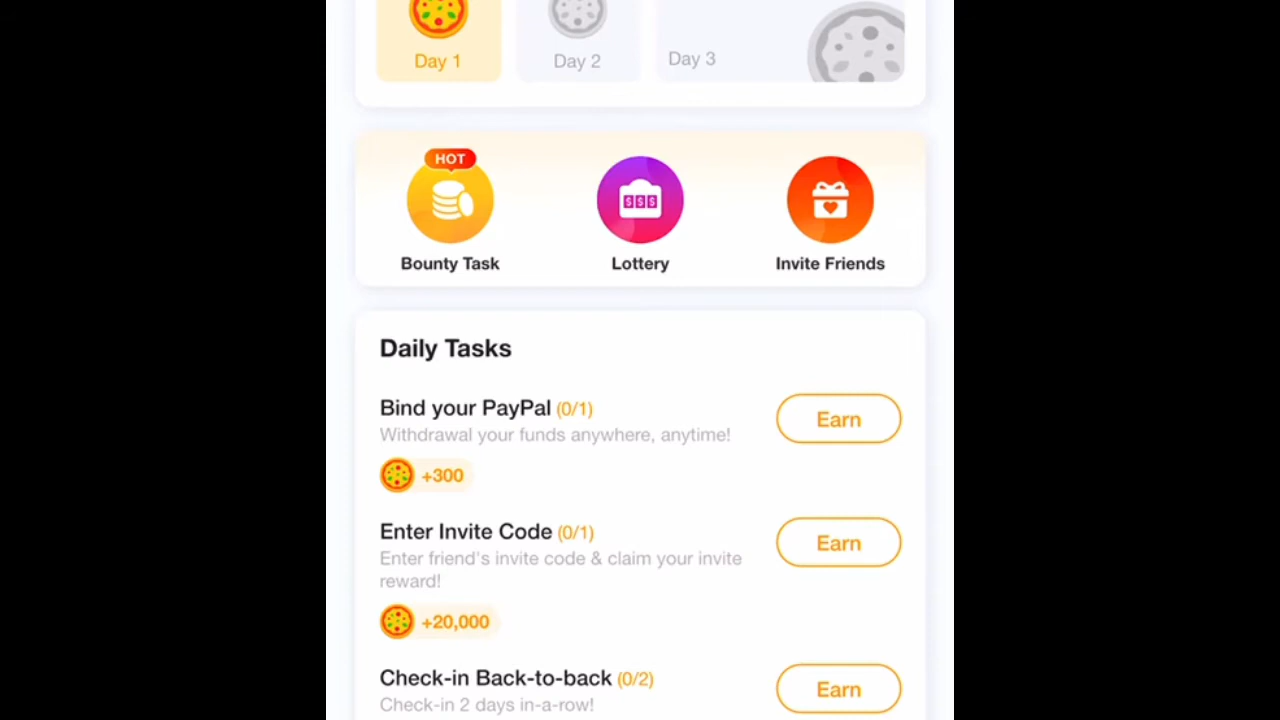 Day 1
Day 2
Day 3
HOT
$ $ $
Bounty Task
Lottery
Invite Friends
Daily Tasks
Bind your PayPal (0/1)
Withdrawal your funds anywhere, anytime!
+300
Earn
Enter Invite Code (0/1)
Enter friend's invite code & claim your invite
reward!
+20,000
Earn
Check-in Back-to-back (0/2)
Check-in 2 days in-a-row!
Earn